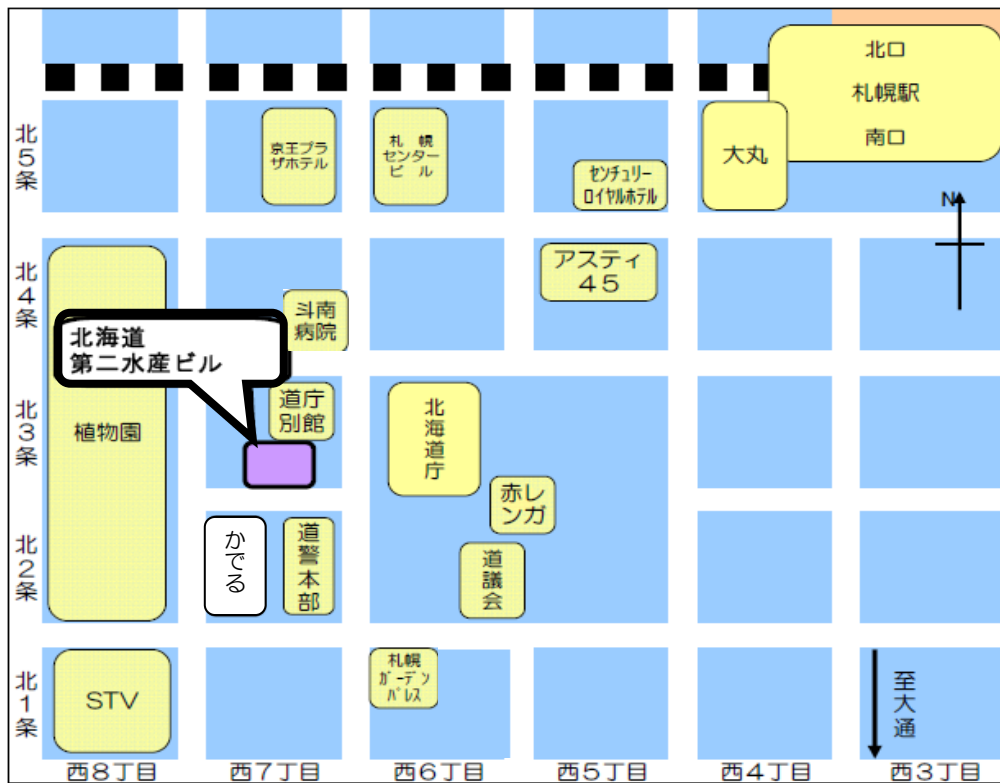 北口
札幌駅
南口
北5条
京王プラ
ザホテル
札幌
センター
ビル
センチュリー
ロイヤルホテル
大丸
N
北4条
アスティ
45
斗南
病院
北海道
第二水産ビル
北3条
植物園
道庁
別館
北海道庁
赤レ
ンガ
北2条
かでる
道警本部
道議会
北1条
STV
札幌
ガーデン
パレス
至大通
西8丁目
西7丁目
西6丁目
西5丁目
西4丁目
西3丁目